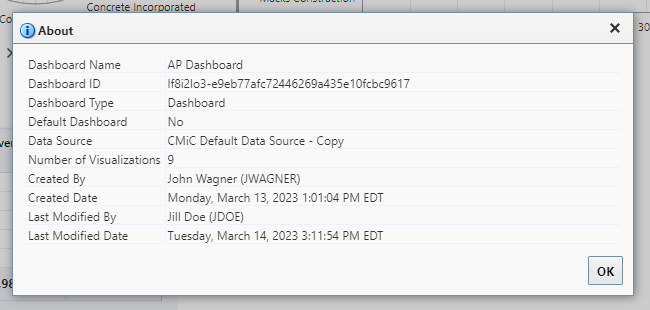 Concrete Incorporated
Macks Construction
About
Dashboard Name AP Dashboard
Dashboard ID lf8i2lo3-e9eb77afc72446269a435e10fcbc9617
Dashboard Type Dashboard
Default Dashboard No
Data Source CMiC Default Data Source - Copy
Number of Visualizations 9
Created By John Wagner (JWAGNER)
Created Date Monday, March 13, 2023 1:01:04 PM EDT
Last Modified By Jill Doe (JDOE)
Last Modified Date Tuesday, March 14, 2023 3:11:54 PM EDT
OK